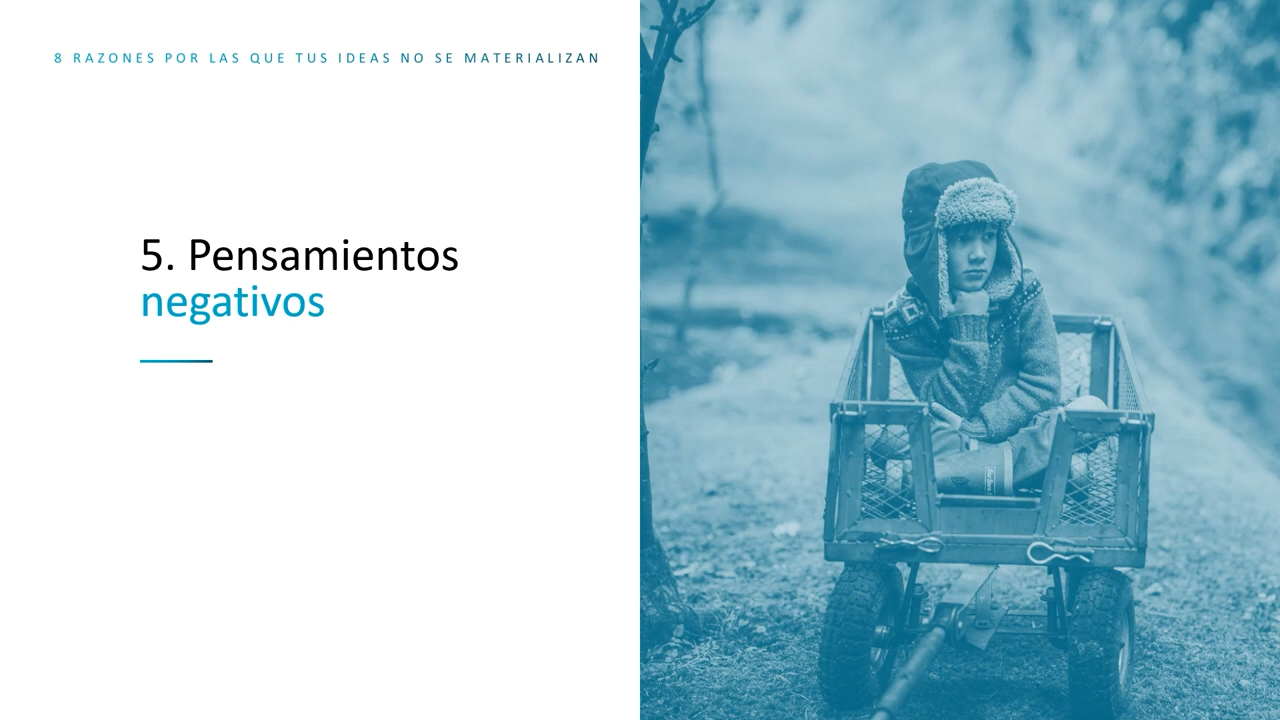 8 RAZONES POR LAS QUE TUS IDEAS NO SE MATERIALIZAN
5. Pensamientos
negativos